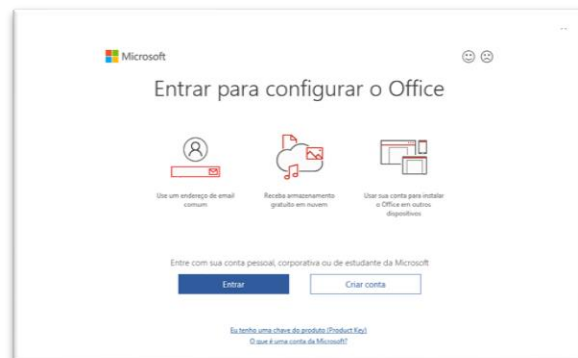 Microsoft
Entrar para configurar o Office
Use um endereço de email
comum
Receba armazenamento
gratuito em nuvem
Usar sua conta para instalar
o Office em outros
dispositivos
Entre com sua conta pessoal, corporativa ou de estudante da Microsoft
Entrar
Criar conta
Eu tenho uma chave do produto (Product Key)
O que é uma conta da Microsoft?